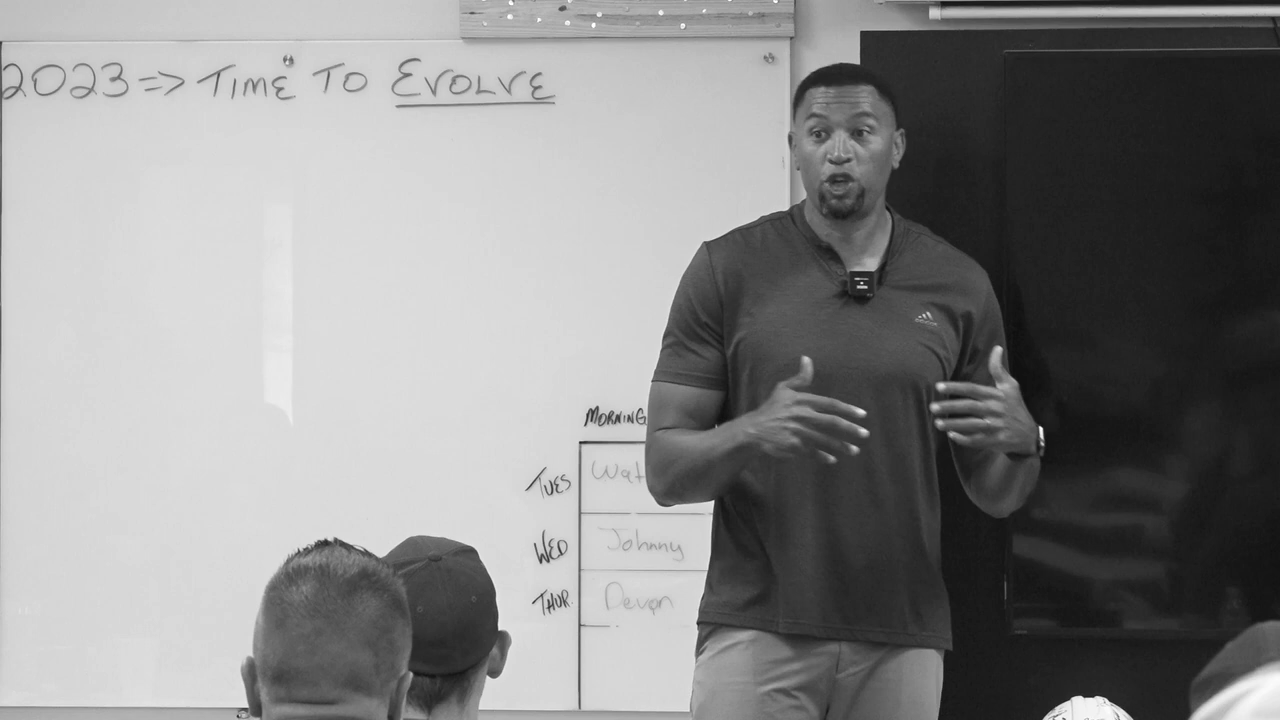 2023 => TIME TO EVOLVE
MORNING
TUES
WED Johnny
THUR. Devon